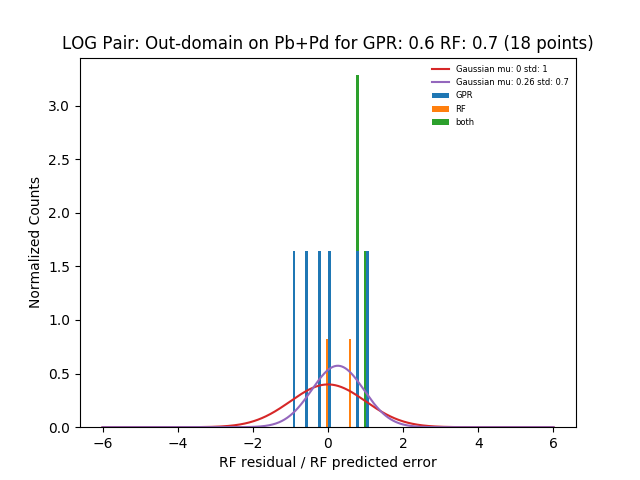 LOG Pair: Out-domain on Pb+Pd for GPR: 0.6 RF: 0.7 (18 points)
Gaussian mu: 0 std: 1
Gaussian mu: 0.26 std: 0.7
GPR
RF
both
Normalized Counts
3.0
2.5
2.0
1.5
1.0
0.5
0.0
−6 −4 −2 0 2 4 6
RF residual / RF predicted error